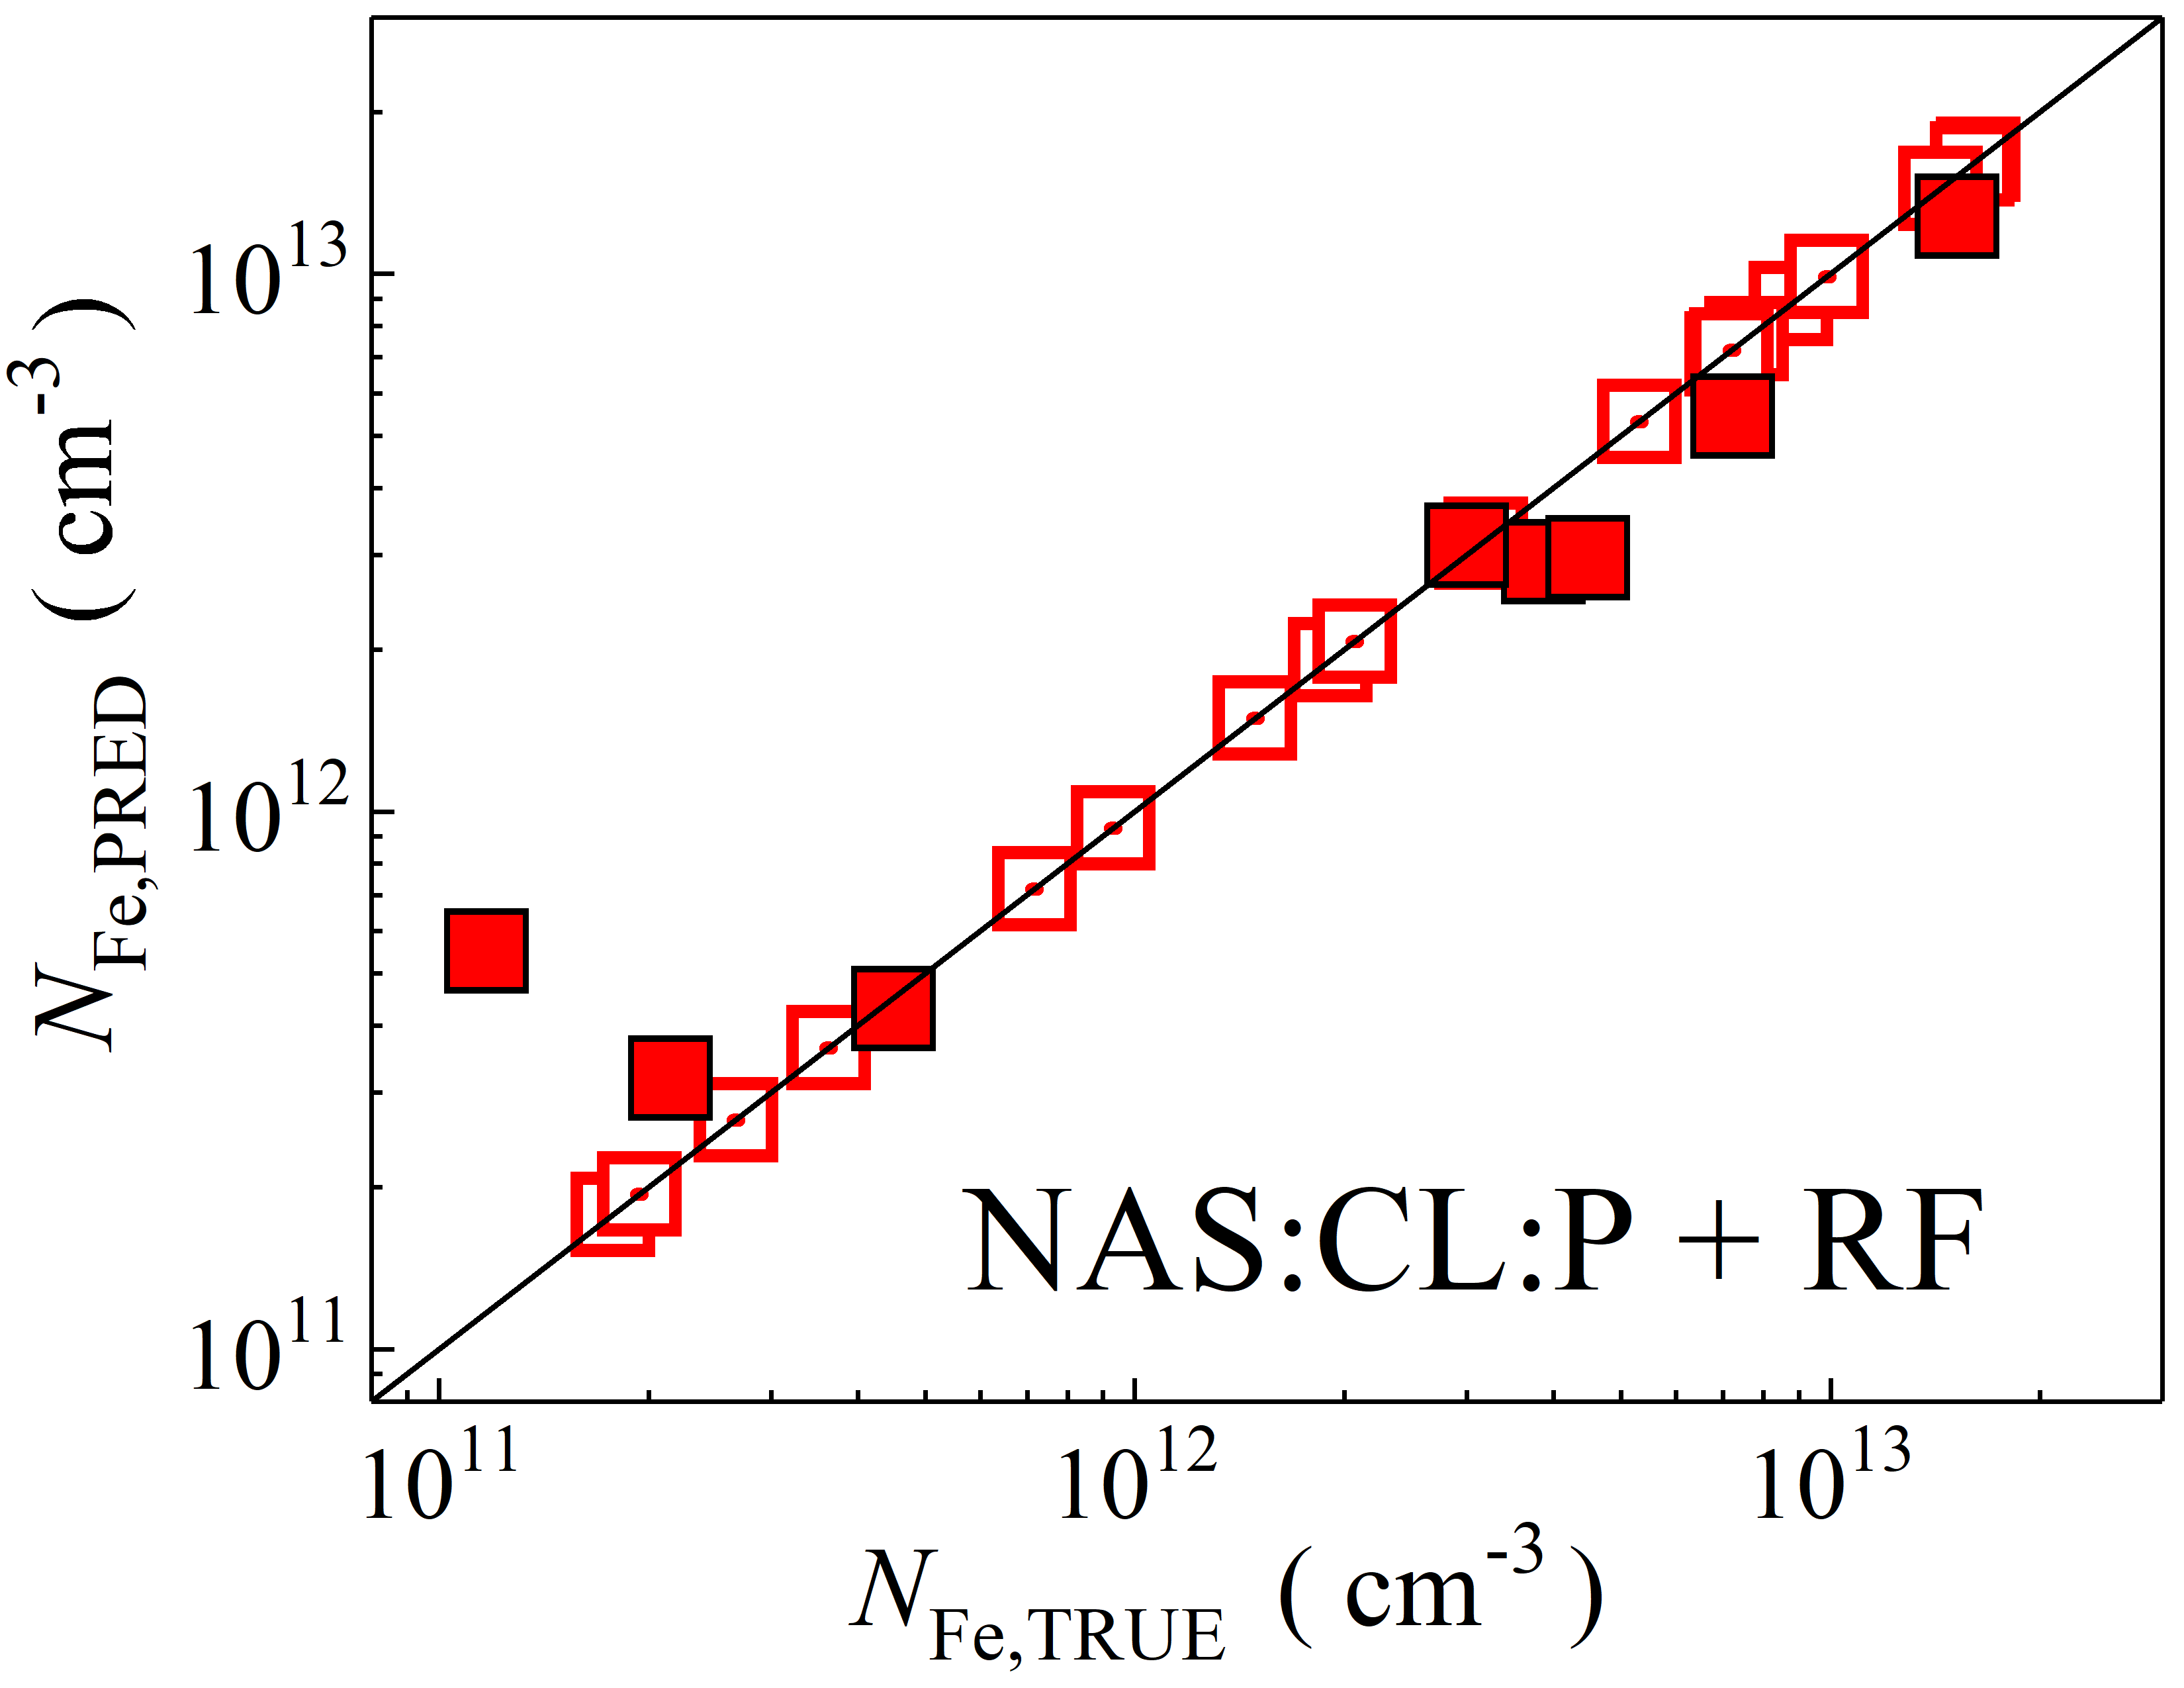 N_Fe,PRED ( cm^-3 )
10^13
10^12
10^11
NAS:CL:P + RF
10^11 10^12 10^13
N_Fe,TRUE ( cm^-3 )